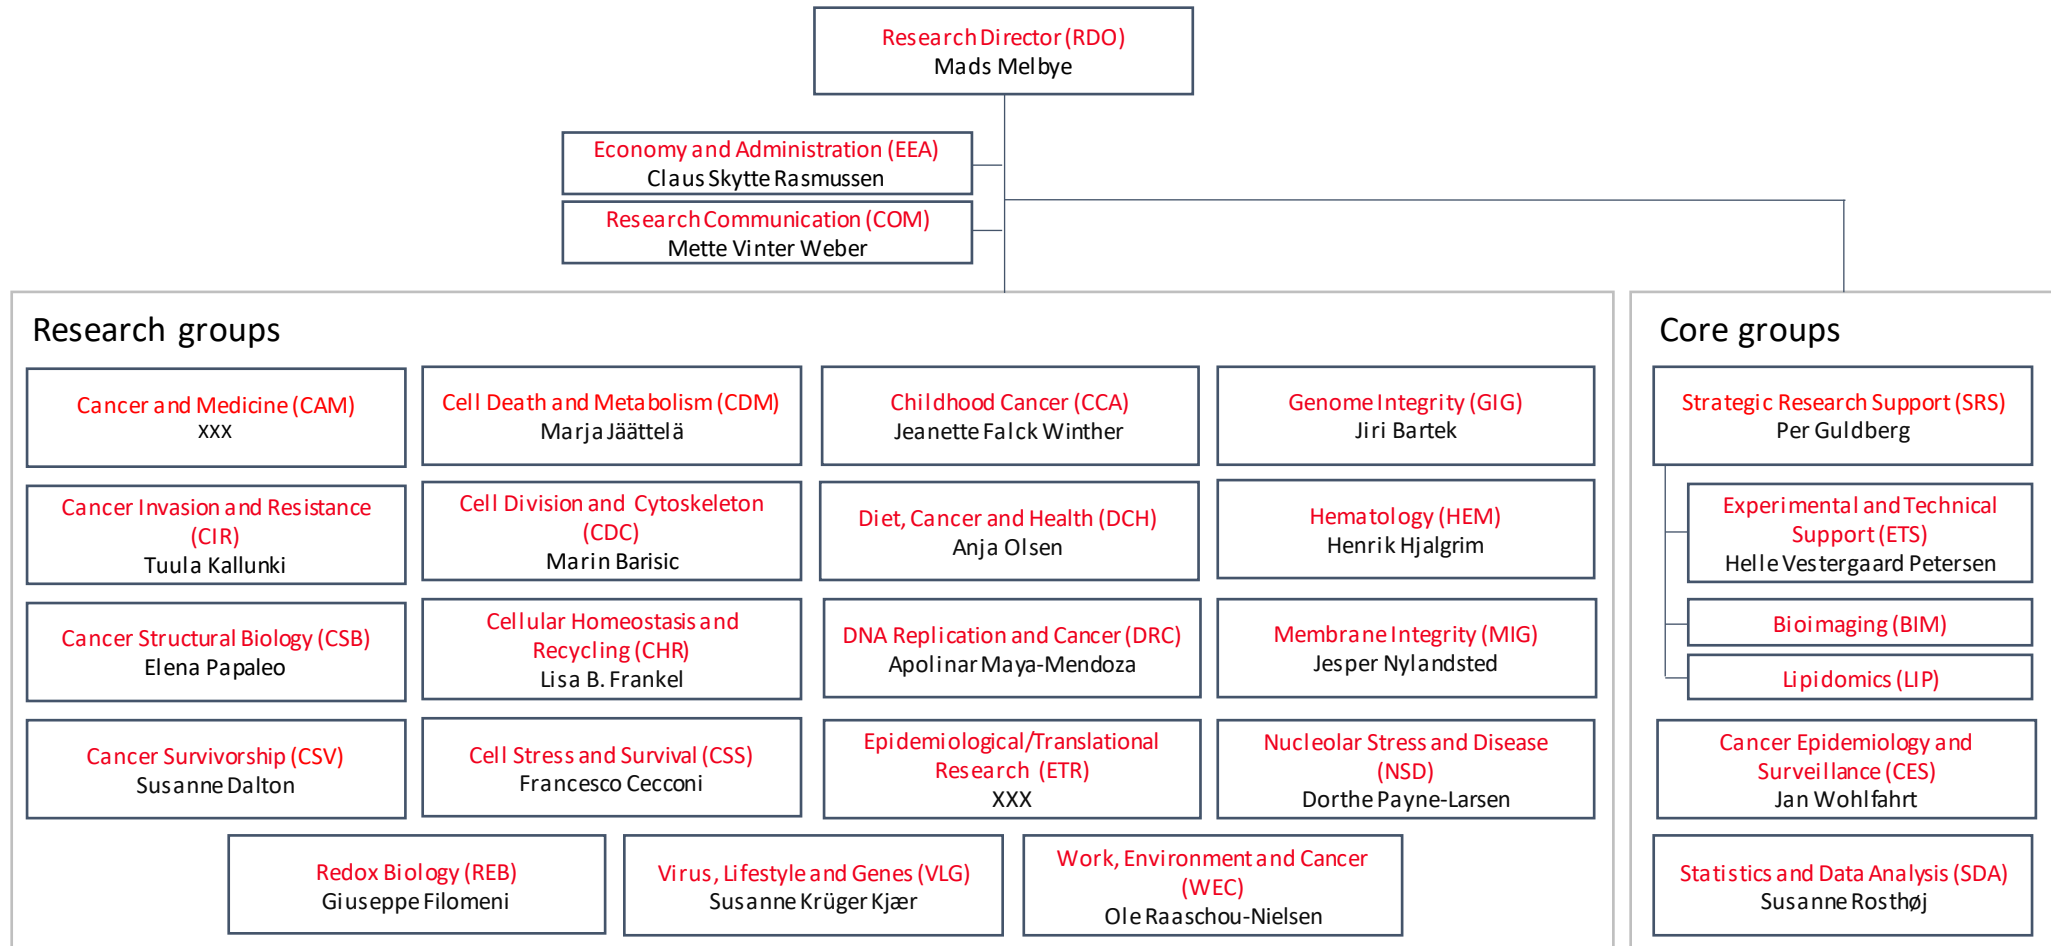 Research Director (RDO)
Mads Melbye
Economy and Administration (EEA)
Claus Skytte Rasmussen
Research Communication (COM)
Mette Vinter Weber
Research groups
Cancer and Medicine (CAM)
XXX
Cell Death and Metabolism (CDM)
Marja Jäättelä
Childhood Cancer (CCA)
Jeanette Falck Winther
Genome Integrity (GIG)
Jiri Bartek
Cancer Invasion and Resistance
(CIR)
Tuula Kallunki
Cell Division and Cytoskeleton
(CDC)
Marin Barisic
Diet, Cancer and Health (DCH)
Anja Olsen
Hematology (HEM)
Henrik Hjalgrim
Cancer Structural Biology (CSB)
Elena Papaleo
Cellular Homeostasis and
Recycling (CHR)
Lisa B. Frankel
DNA Replication and Cancer (DRC)
Apolinar Maya-Mendoza
Membrane Integrity (MIG)
Jesper Nylandsted
Cancer Survivorship (CSV)
Susanne Dalton
Cell Stress and Survival (CSS)
Francesco Cecconi
Epidemiological/Translational
Research (ETR)
XXX
Nucleolar Stress and Disease
(NSD)
Dorthe Payne-Larsen
Redox Biology (REB)
Giuseppe Filomeni
Virus, Lifestyle and Genes (VLG)
Susanne Krüger Kjær
Work, Environment and Cancer
(WEC)
Ole Raaschou-Nielsen
Core groups
Strategic Research Support (SRS)
Per Guldberg
Experimental and Technical
Support (ETS)
Helle Vestergaard Petersen
Bioimaging (BIM)
Lipidomics (LIP)
Cancer Epidemiology and
Surveillance (CES)
Jan Wohlfahrt
Statistics and Data Analysis (SDA)
Susanne Rosthøj